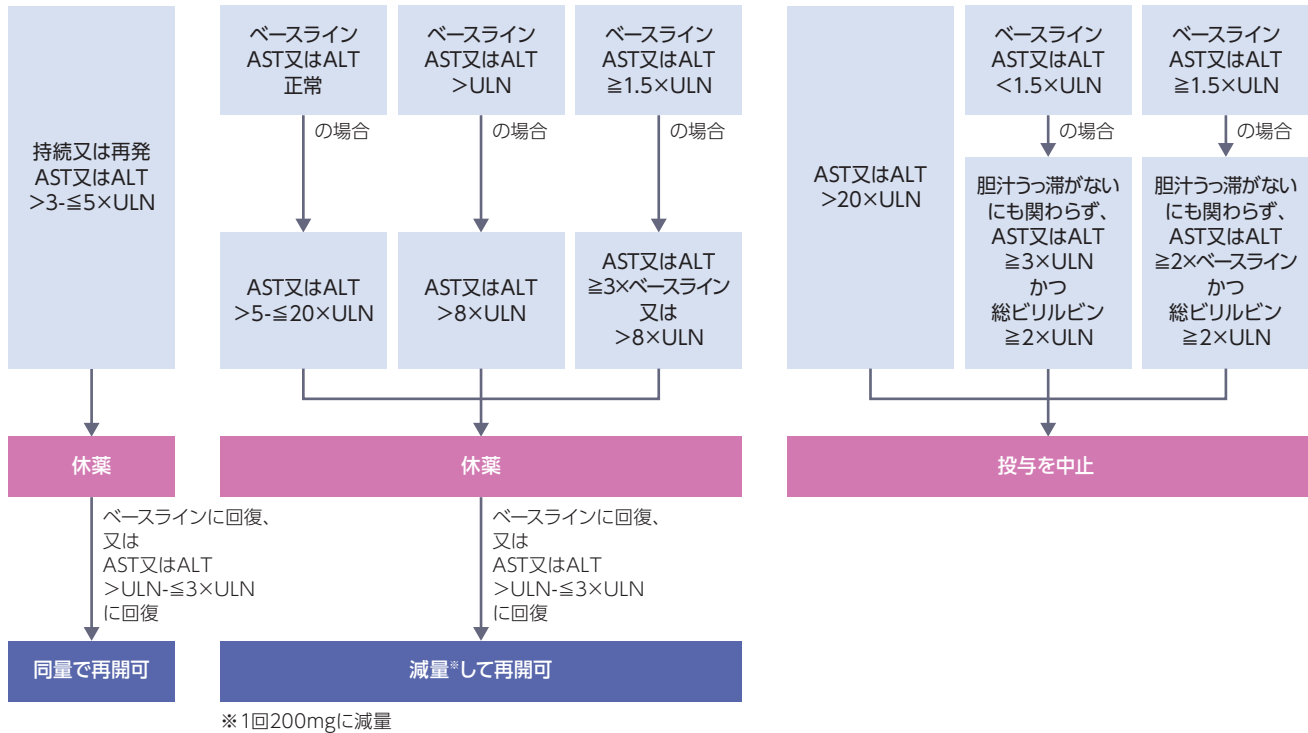 持続又は再発
AST又はALT
>3-≦5×ULN
休薬
ベースラインに回復、
又は
AST又はALT
>ULN-≦3×ULN
に回復
同量で再開可
ベースライン
AST又はALT
正常
の場合
AST又はALT
>5-≦20×ULN
ベースライン
AST又はALT
>ULN
の場合
AST又はALT
>8×ULN
ベースライン
AST又はALT
≧1.5×ULN
の場合
AST又はALT
≧3×ベースライン
又は
>8×ULN
休薬
ベースラインに回復、
又は
AST又はALT
>ULN-≦3×ULN
に回復
減量※して再開可
※1回200mgに減量
AST又はALT
>20×ULN
ベースライン
AST又はALT
<1.5×ULN
の場合
胆汁うっ滞がない
にも関わらず、
AST又はALT
≧3×ULN
かつ
総ビリルビン
≧2×ULN
ベースライン
AST又はALT
≧1.5×ULN
の場合
胆汁うっ滞がない
にも関わらず、
AST又はALT
≧2×ベースライン
かつ
総ビリルビン
≧2×ULN
投与を中止